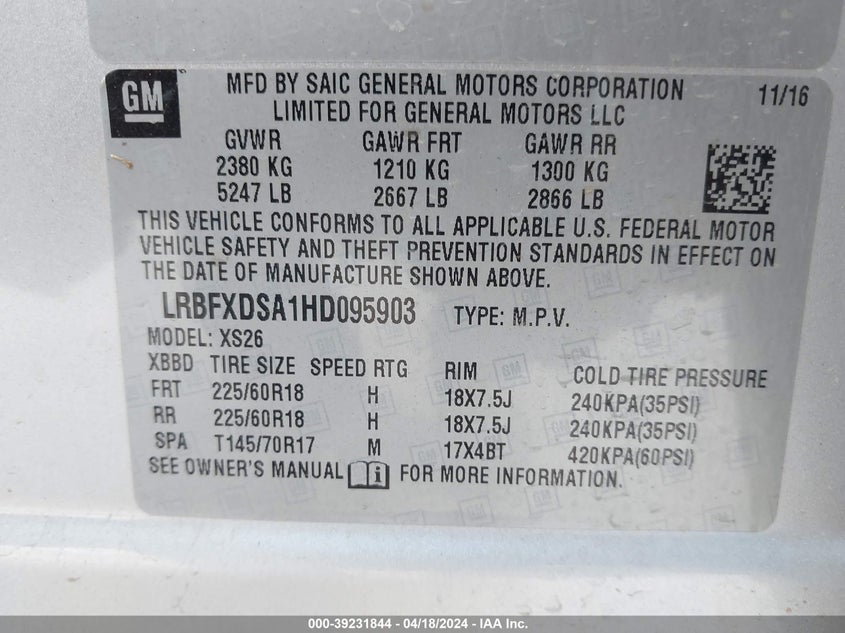 GM
MFD BY SAIC GENERAL MOTORS CORPORATION 11/16
LIMITED FOR GENERAL MOTORS LLC
GVWR GAWR FRT GAWR RR
2380 KG 1210 KG 1300 KG
5247 LB 2667 LB 2866 LB
THIS VEHICLE CONFORMS TO ALL APPLICABLE U.S. FEDERAL MOTOR
VEHICLE SAFETY AND THEFT PREVENTION STANDARDS IN EFFECT ON
THE DATE OF MANUFACTURE SHOWN ABOVE.
LRBFXDSA1HD095903 TYPE: M.P.V.
MODEL: XS26
XBBD TIRE SIZE SPEED RTG RIM COLD TIRE PRESSURE
FRT 225/60R18 H 18X7.5J 240KPA(35PSI)
RR 225/60R18 H 18X7.5J 240KPA(35PSI)
SPA T145/70R17 M 17X4BT 420KPA(60PSI)
SEE OWNER'S MANUAL FOR MORE INFORMATION.
000-39231844 - 04/18/2024 - IAA Inc.